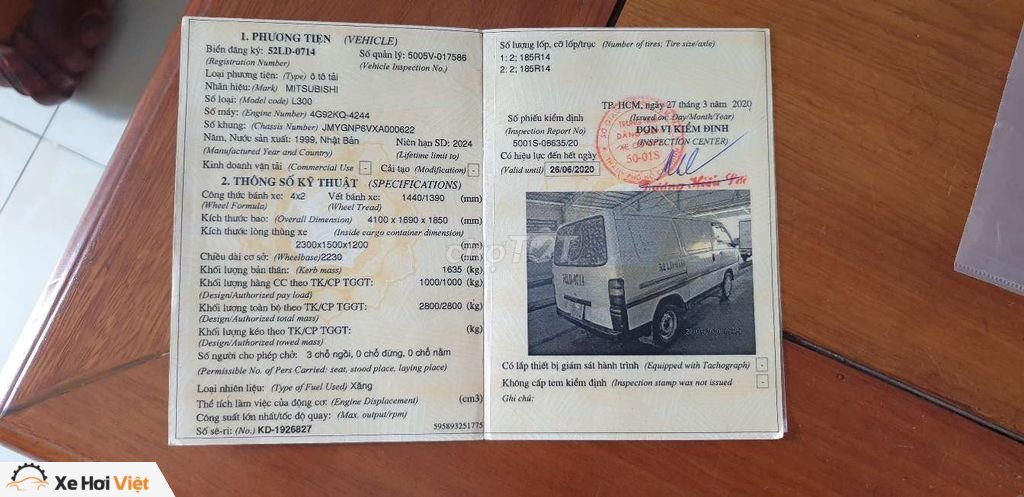 1. PHƯƠNG TIỆN (VEHICLE)
Biển đăng ký: 52LD-0714 Số quản lý: 5005V-017586
(Registration Number) (Vehicle Inspection No.)
Loại phương tiện: (Type) ô tô tải
Nhãn hiệu: (Mark) MITSUBISHI
Số loại: (Model code) L300
Số máy: (Engine Number) 4G92KQ-4244
Số khung: (Chassis Number) JMYGNP6VXA000622
Năm, Nước sản xuất: 1999, Nhật Bản Niên hạn SD: 2024
(Manufactured Year and Country) (Lifetime limit to)
Kinh doanh vận tải (Commercial Use - Cải tạo (Modification) -
2. THÔNG SỐ KỸ THUẬT (SPECIFICATIONS)
Công thức bánh xe: 4x2 Vết bánh xe: 1440/1390 (mm)
(Wheel Formula) (Wheel Tread)
Kích thước bao: (Overall Dimension) 4100 x 1690 x 1850 (mm)
Kích thước lòng thùng xe (Inside cargo container dimension)
2300x1500x1200 (mm)
Chiều dài cơ sở: (Wheelbase) 2230 (mm)
Khối lượng bản thân: (Kerb mass) 1635 (kg)
Khối lượng hàng CC theo TK/CP TGGT: 1000/1000 (kg)
(Design/Authorized pay load)
Khối lượng toàn bộ theo TK/CP TGGT: 2800/2800 (kg)
(Design/Authorized total mass)
Khối lượng kéo theo TK/CP TGGT: (kg)
(Design/Authorized towed mass)
Số người cho phép chở: 3 chỗ ngồi, 0 chỗ đứng, 0 chỗ nằm
(Permissible No. of Pers Carried: seat, stood place, laying place)
Loại nhiên liệu: (Type of Fuel Used) Xăng
Thể tích làm việc của động cơ: (Engine Displacement) (cm3)
Công suất lớn nhất/tốc độ quay: (Max. output/rpm)
Số sê-ri: (No.) KD-1926827 595893251775
Số lượng lốp, cỡ lốp/trục (Number of tires; Tire size/axle)
1: 2; 185R14
2: 2; 185R14
TP. HCM, ngày 27 tháng 3 năm 2020
Số phiếu kiểm định (Issued on: Day/Month/Year)
(Inspection Report No) ĐƠN VỊ KIỂM ĐỊNH
5001S-08635/20 (INSPECTION CENTER)
Có hiệu lực đến hết ngày
(Valid until) 26/06/2020
50-01S
52LD-0714
Có lắp thiết bị giám sát hành trình (Equipped with Tachograph) -
Không cấp tem kiểm định (Inspection stamp was not issued -
Ghi chú:
chợ TỐT
Xe Hơi Việt